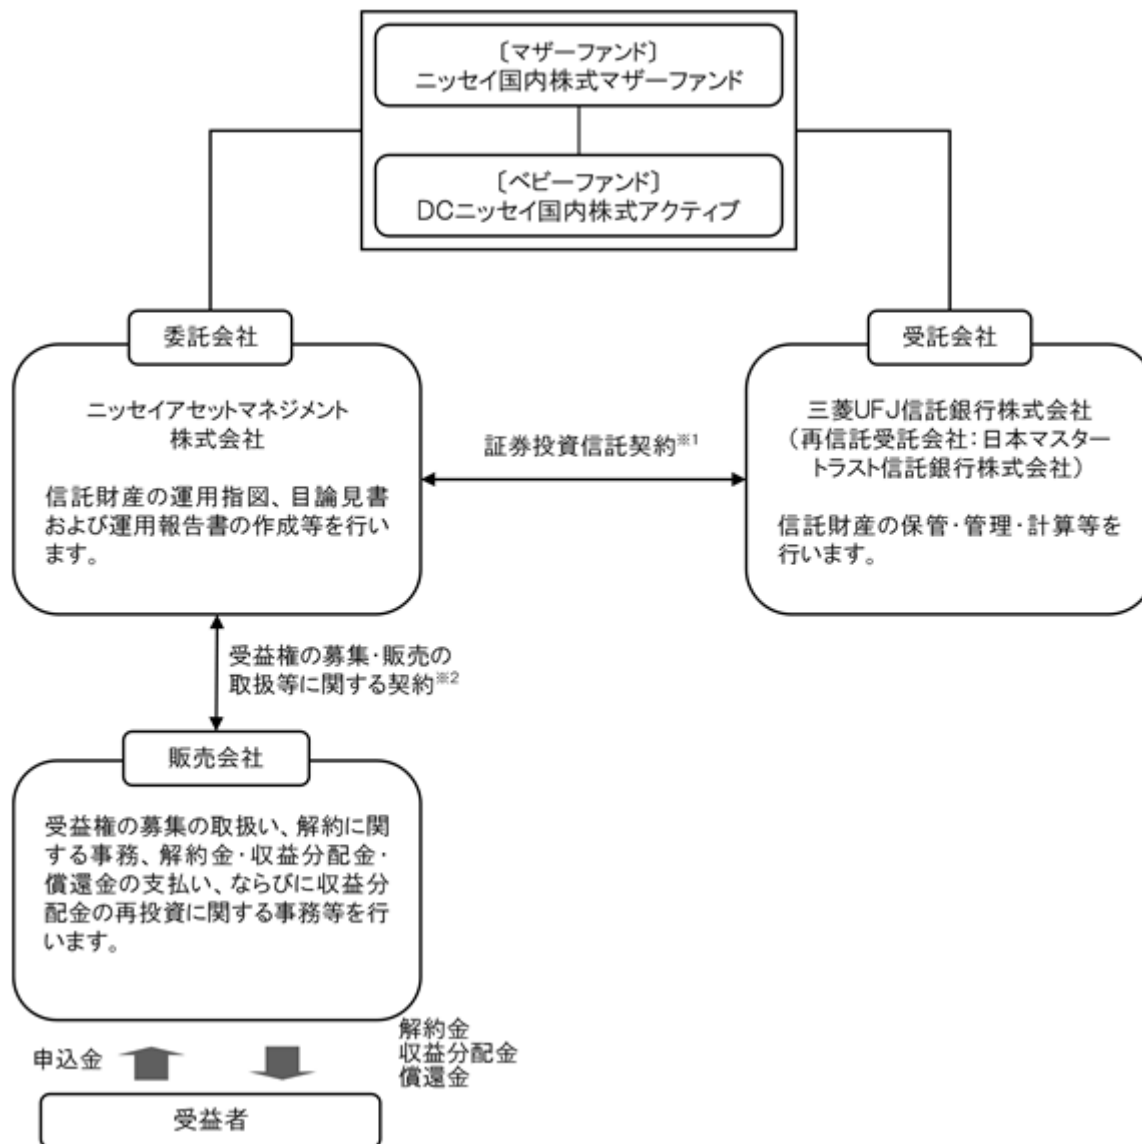 〔マザーファンド〕
ニッセイ国内株式マザーファンド
〔ベビーファンド〕
DCニッセイ国内株式アクティブ
委託会社
ニッセイアセットマネジメント
株式会社
信託財産の運用指図、目論見書
および運用報告書の作成等を行い
ます。
証券投資信託契約※1
受託会社
三菱UFJ信託銀行株式会社
（再信託受託会社：日本マスター
トラスト信託銀行株式会社）
信託財産の保管・管理・計算等を
行います。
受益権の募集・販売の
取扱等に関する契約※2
販売会社
受益権の募集の取扱い、解約に関
する事務、解約金・収益分配金・
償還金の支払い、ならびに収益分
配金の再投資に関する事務等を行
います。
申込金
解約金
収益分配金
償還金
受益者